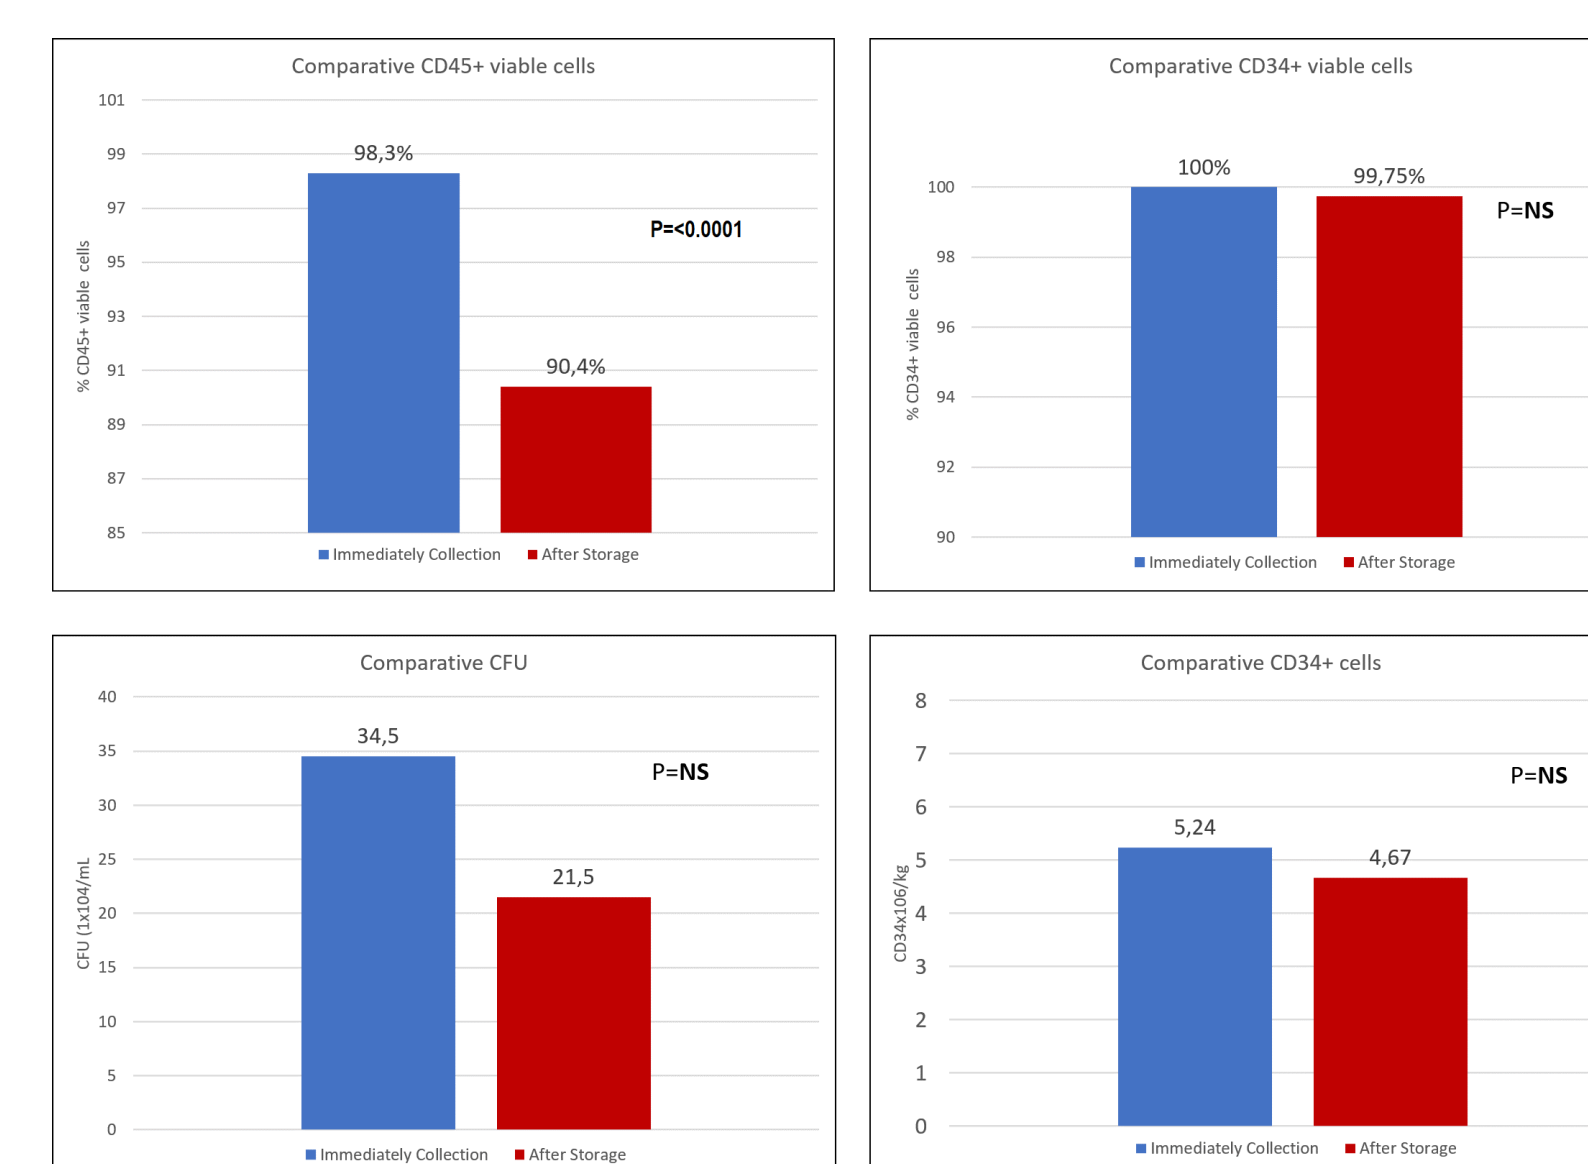 Comparative CD45+ viable cells
101
99
97
95
93
91
89
87
85
% CD45+ viable cells
98,3%
90,4%
P=<0.0001
Immediately Collection After Storage
Comparative CD34+ viable cells
100
98
96
94
92
90
% CD34+ viable cells
100%
99,75%
P=NS
Immediately Collection After Storage
Comparative CFU
40
35
30
25
20
15
10
5
0
CFU (1x104/mL
34,5
21,5
P=NS
Immediately Collection After Storage
Comparative CD34+ cells
8
7
6
5
4
3
2
1
0
CD34x106/kg
5,24
4,67
P=NS
Immediately Collection After Storage